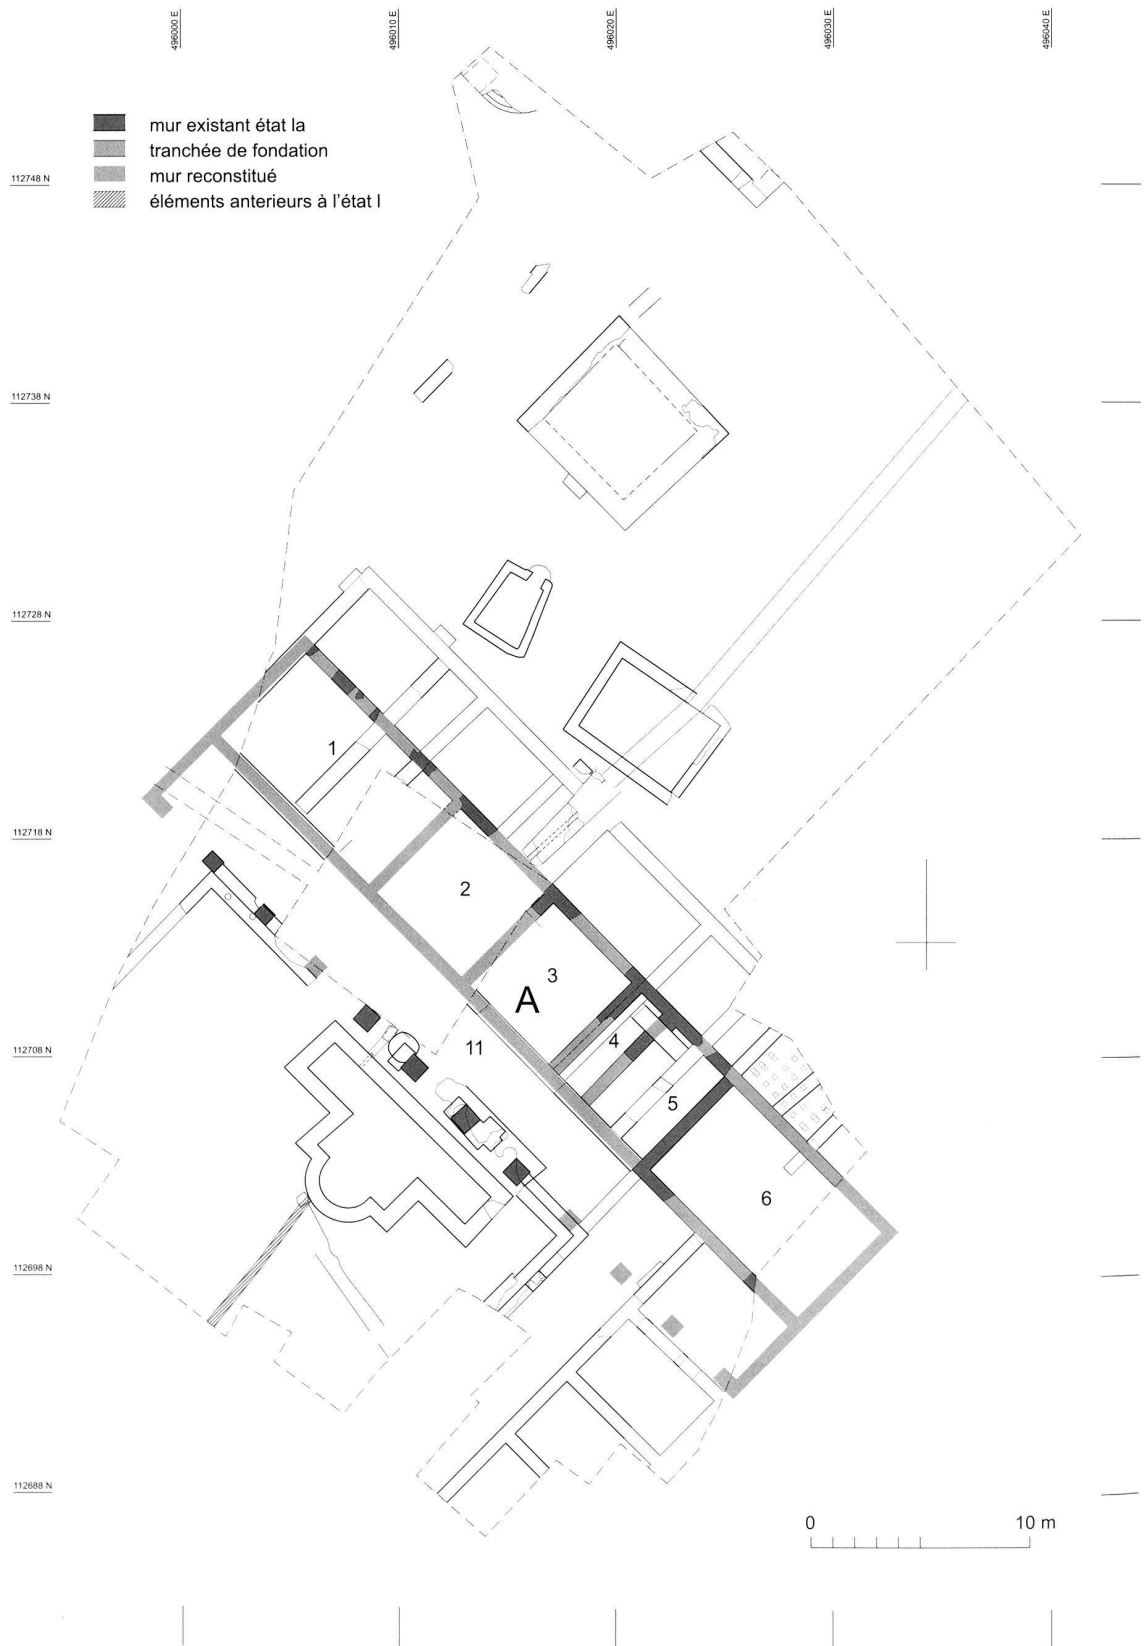 496000 E
496010 E
496020 E
496030 E
496040 E
mur existant état la
tranchée de fondation
mur reconstitué
éléments anterieurs à l'état I
112748 N
112738 N
112728 N
112718 N
112708 N
112698 N
112688 N
1
2
3
A
4
11
5
6
0 10 m